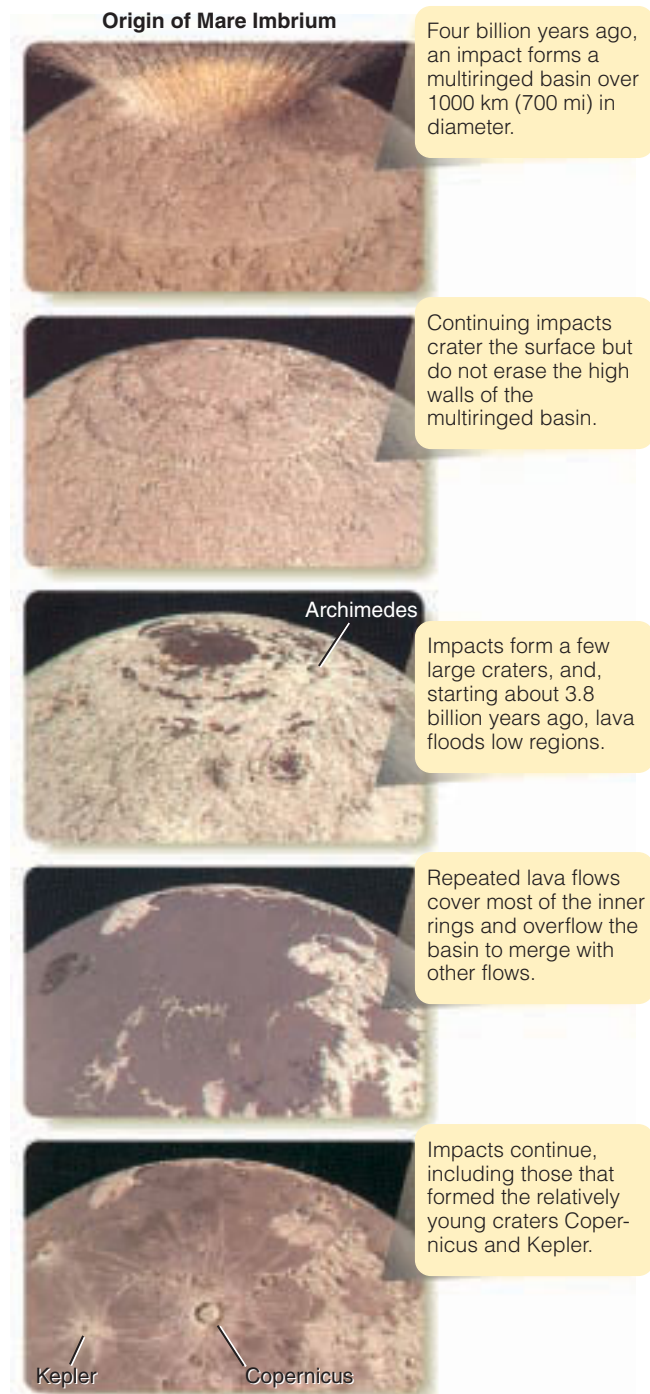 Origin of Mare Imbrium
Four billion years ago,
an impact forms a
multiringed basin over
1000 km (700 mi) in
diameter.
Continuing impacts
crater the surface but
do not erase the high
walls of the
multiringed basin.
Archimedes
Impacts form a few
large craters, and,
starting about 3.8
billion years ago, lava
floods low regions.
Repeated lava flows
cover most of the inner
rings and overflow the
basin to merge with
other flows.
Impacts continue,
including those that
formed the relatively
young craters Coper-
nicus and Kepler.
Kepler
Copernicus